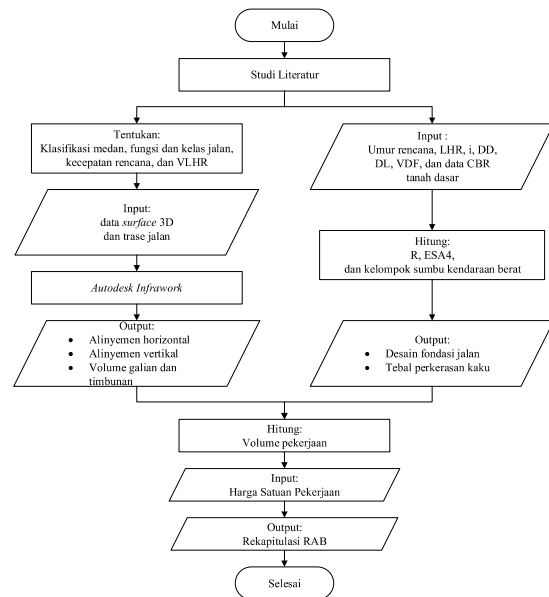 Mulai
Studi Literatur
Tentukan:
Klasifikasi medan, fungsi dan kelas jalan,
kecepatan rencana, dan VLHR
Input:
data surface 3D
dan trase jalan
Autodesk Infrawork
Output:
• Alinyemen horizontal
• Alinyemen vertikal
• Volume galian dan
timbunan
Input :
Umur rencana, LHR, i, DD,
DL, VDF, dan data CBR
tanah dasar
Hitung:
R, ESA4,
dan kelompok sumbu kendaraan berat
Output:
• Desain fondasi jalan
• Tebal perkerasan kaku
Hitung:
Volume pekerjaan
Input:
Harga Satuan Pekerjaan
Output:
Rekapitulasi RAB
Selesai